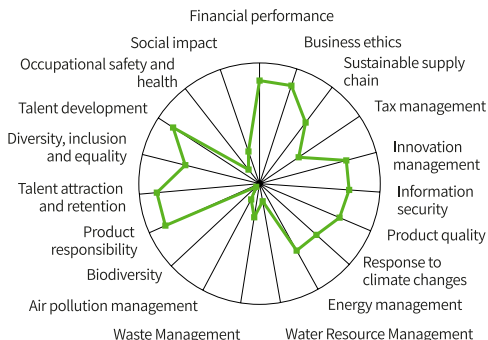 Financial performance
Business ethics
Sustainable supply
chain
Tax management
Innovation
management
Information
security
Product quality
Response to
climate changes
Energy management
Water Resource Management
Waste Management
Air pollution management
Biodiversity
Product
responsibility
Talent attraction
and retention
Diversity, inclusion
and equality
Talent development
Occupational safety and
health
Social impact